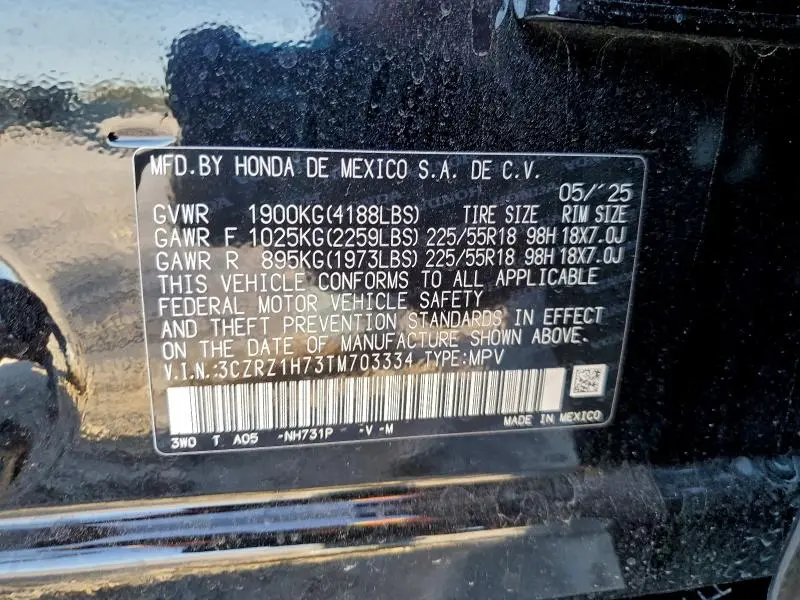 MFD.BY HONDA DE MEXICO S.A. DE C.V.
05/'25
GVWR 1900KG(4188LBS) TIRE SIZE RIM SIZE
GAWR F 1025KG(2259LBS) 225/55R18 98H 18X7.0J
GAWR R 895KG(1973LBS) 225/55R18 98H 18X7.0J
THIS VEHICLE CONFORMS TO ALL APPLICABLE
FEDERAL MOTOR VEHICLE SAFETY
AND THEFT PREVENTION STANDARDS IN EFFECT
ON THE DATE OF MANUFACTURE SHOWN ABOVE.
V.I.N.:3CZRZ1H73TM703334 TYPE:MPV
MADE IN MEXICO
3W0 T A05 -NH731P -V -M